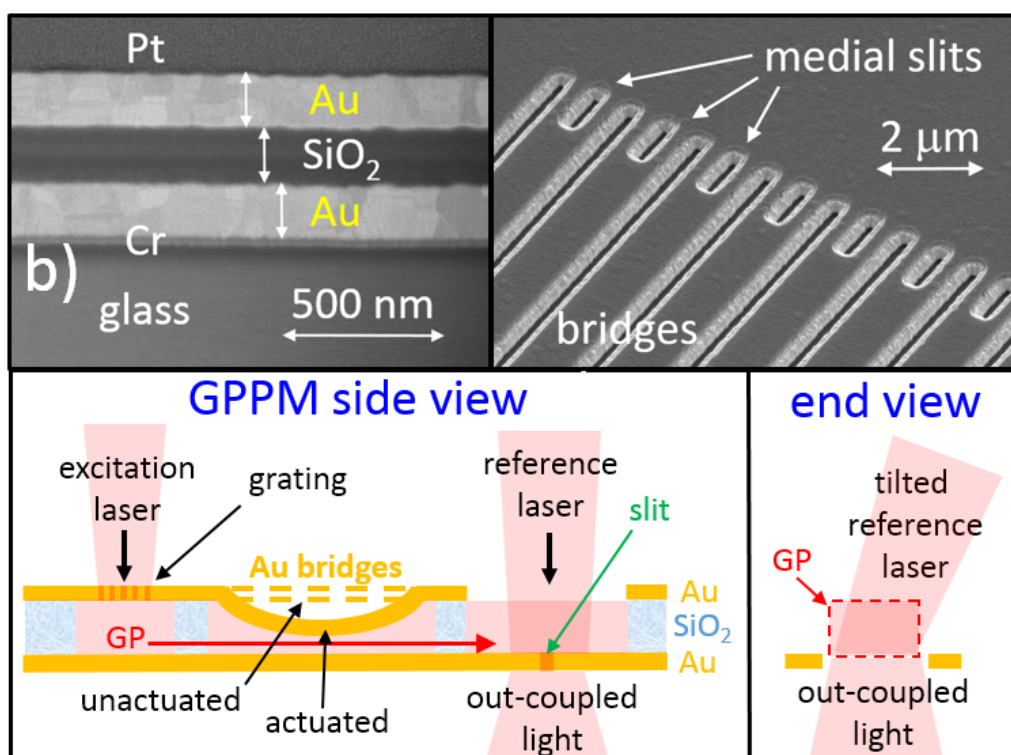 Pt
Au
SiO₂
Au
Cr
b)
glass
500 nm
medial slits
2 μm
bridges
GPPM side view
excitation
laser
grating
Au bridges
reference
laser
slit
Au
SiO₂
Au
GP
unactuated
actuated
out-coupled
light
end view
tilted
reference
laser
GP
out-coupled
light